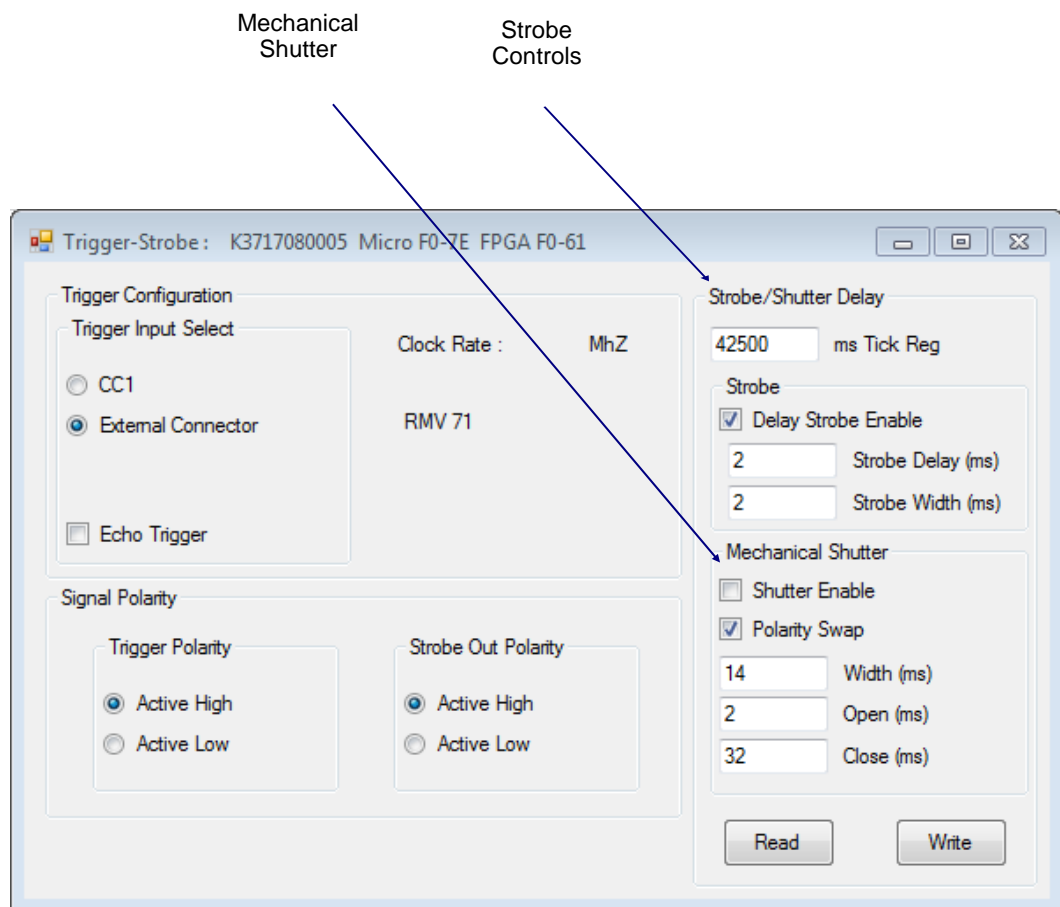 Mechanical
Shutter
Strobe
Controls
Trigger-Strobe :   K3717080005  Micro F0-7E  FPGA F0-61
Trigger Configuration
Trigger Input Select
CC1
External Connector
Echo Trigger
Clock Rate :   MhZ
RMV 71
Signal Polarity
Trigger Polarity
Active High
Active Low
Strobe Out Polarity
Active High
Active Low
Strobe/Shutter Delay
42500 ms Tick Reg
Strobe
Delay Strobe Enable
2 Strobe Delay (ms)
2 Strobe Width (ms)
Mechanical Shutter
Shutter Enable
Polarity Swap
14 Width (ms)
2 Open (ms)
32 Close (ms)
Read Write